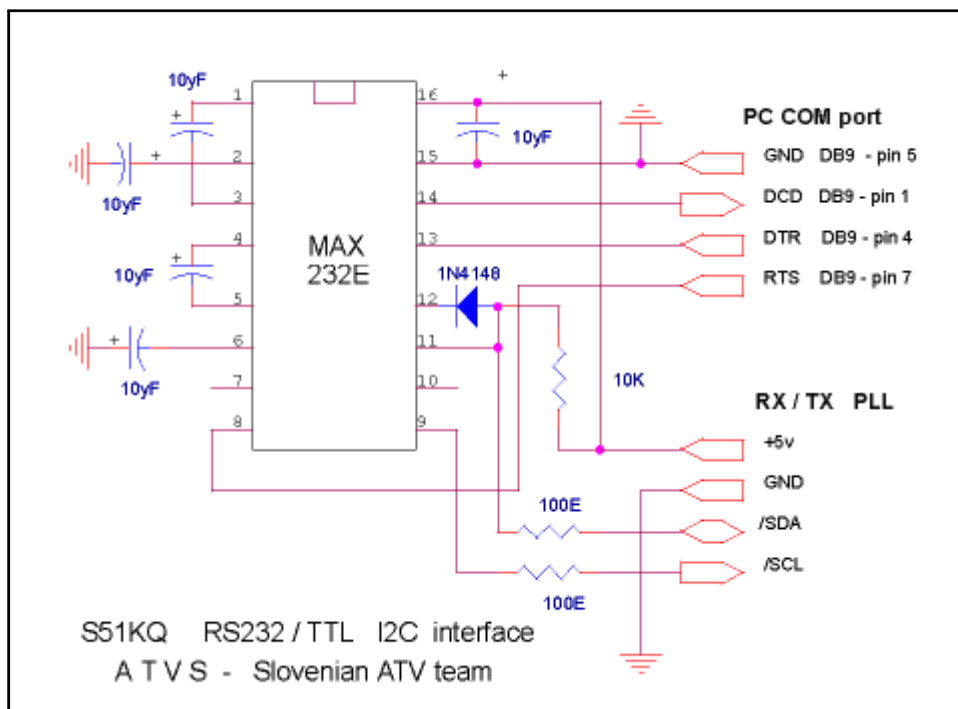 10yF
+
1
16
+
PC COM port
10yF
+
2
15
GND DB9 - pin 5
10yF
3
14
DCD DB9 - pin 1
MAX
232E
4
13
DTR DB9 - pin 4
+
10yF
1N4148
RTS DB9 - pin 7
5
12
+
6
11
10yF
7
10
10K
RX / TX PLL
8
9
+5v
GND
100E
/SDA
/SCL
100E
S51KQ RS232 / TTL I2C interface
A T V S - Slovenian ATV team